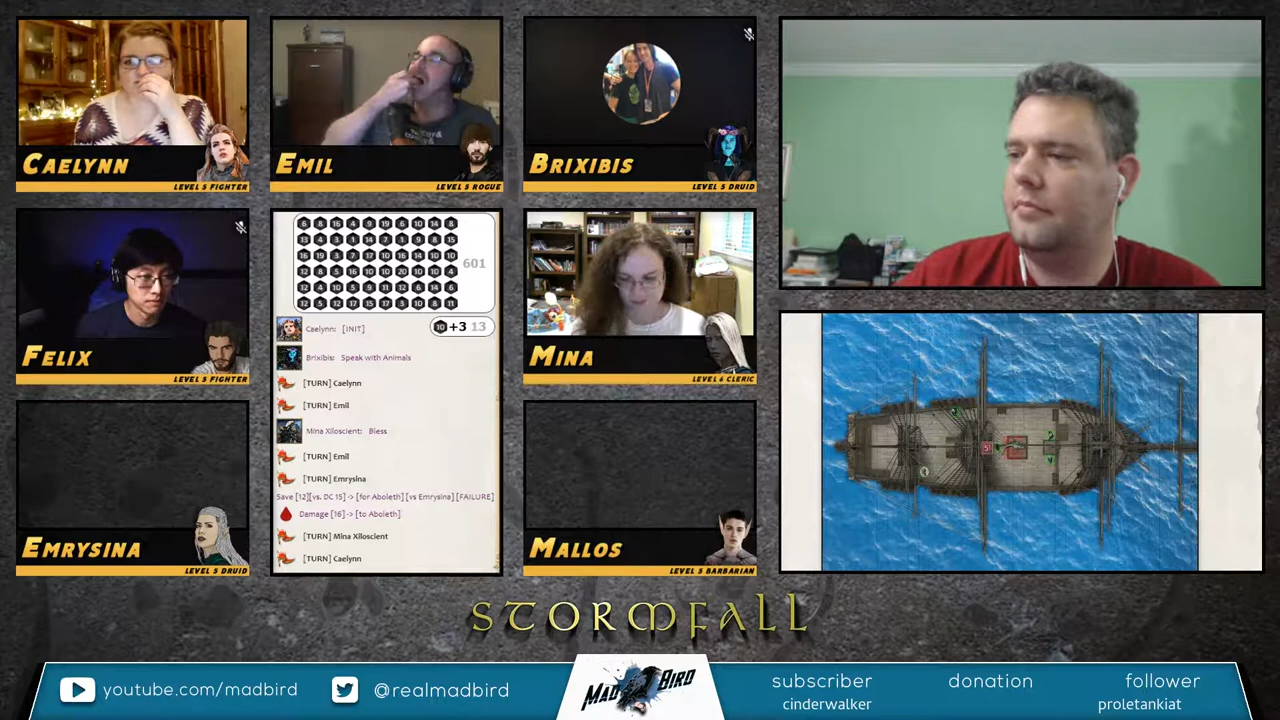 CAELYNN
LEVEL 5 FIGHTER
EMIL
LEVEL 5 ROGUE
BRIXIBIS
LEVEL 5 DRUID
FELIX
LEVEL 5 FIGHTER
601
Caelynn: [INIT]
10 +3 13
Brixibis: Speak with Animals
[TURN] Caelynn
[TURN] Emil
Mina Xiloscient: Bless
[TURN] Emil
[TURN] Emrysina
Save [12][vs. DC 15] -> [for Aboleth] [vs Emrysina] [FAILURE]
Damage [16] -> [to Aboleth]
[TURN] Mina Xiloscient
[TURN] Caelynn
MINA
LEVEL 6 CLERIC
EMRYSINA
LEVEL 5 DRUID
MALLOS
LEVEL 5 BARBARIAN
STORMFALL
youtube.com/madbird
@realmadbird
MAD BIRD
subscriber
cinderwalker
donation
follower
proletankiat